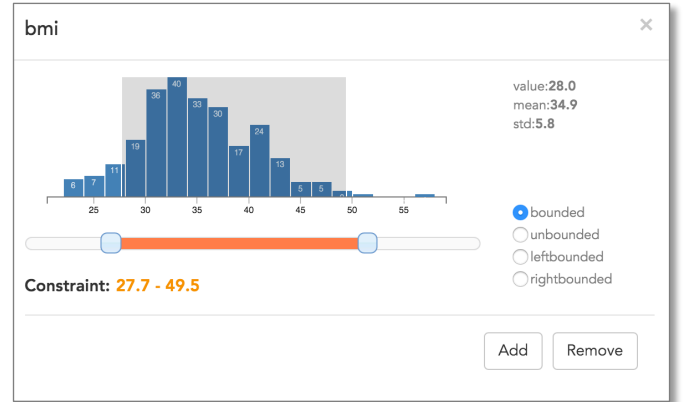 bmi
×
40
36
33
30
24
19
17
13
11
7
6
5
5
25 30 35 40 45 50 55
value:28.0
mean:34.9
std:5.8
bounded
unbounded
leftbounded
rightbounded
Constraint: 27.7 - 49.5
Add Remove